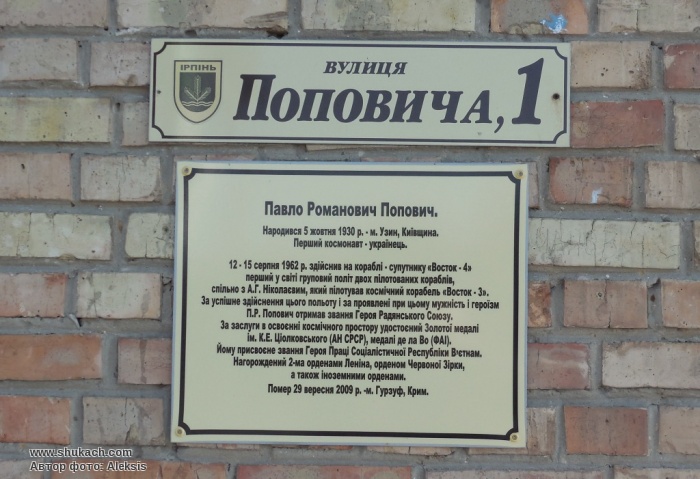 ІРПІНЬ
ВУЛИЦЯ
ПОПОВИЧА, 1
Павло Романович Попович.
Народився 5 жовтня 1930 р. - м. Узин, Київщина.
Перший космонавт - українець.
12 - 15 серпня 1962 р. здійснив на кораблі - супутнику «Восток - 4»
перший у світі груповий політ двох пілотованих кораблів,
спільно з А.Г. Ніколаєвим, який пілотував космічний корабель «Восток - 3».
За успішне здійснення цього польоту і за проявлені при цьому мужність і героїзм
П.Р. Попович отримав звання Героя Радянського Союзу.
За заслуги в освоєнні космічного простору удостоєний Золотої медалі
ім. К.Е. Ціолковського (АН СРСР), медалі де ла Во (ФАІ).
Йому присвоєне звання Героя Праці Соціалістичної Республіки Вчєтнам.
Нагороджений 2-ма орденами Леніна, орденом Червоної Зірки,
а також іноземними орденами.
Помер 29 вересня 2009 р. -м. Гурзуф, Крим.
www.shukach.com
Автор фото: Aleksis